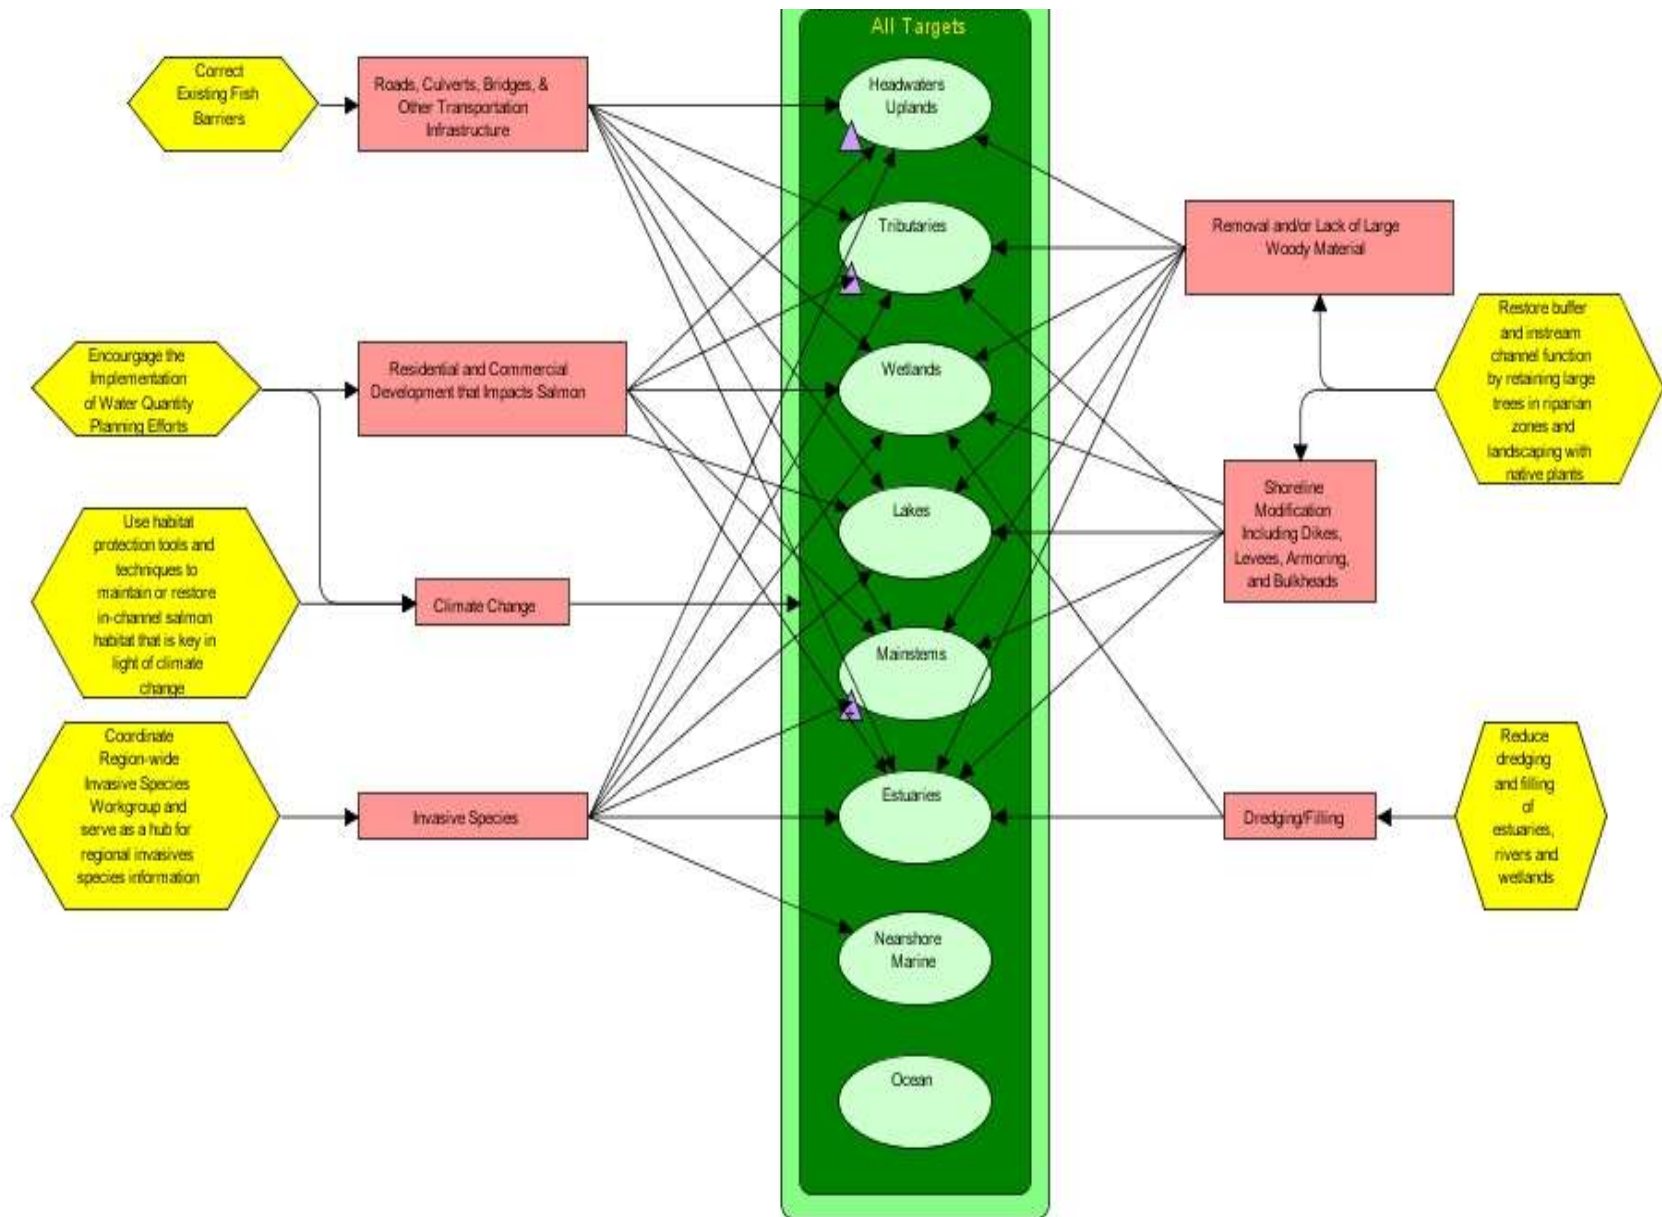 All Targets
Correct
Existing Fish
Barriers
Roads, Culverts, Bridges, &
Other Transportation
Infrastructure
Headwaters
Uplands
Tributaries
Removal and/or Lack of Large
Woody Material
Encourgage the
Implementation
of Water Quantity
Planning Efforts
Residential and Commercial
Development that Impacts Salmon
Wetlands
Restore buffer
and instream
channel function
by retaining large
trees in riparian
zones and
landscaping with
native plants
Use habitat
protection tools and
techniques to
maintain or restore
in-channel salmon
habitat that is key in
light of climate
change
Climate Change
Lakes
Shoreline
Modification
Including Dikes,
Levees, Armoring,
and Bulkheads
Mainstems
Coordinate
Region-wide
Invasive Species
Workgroup and
serve as a hub for
regional invasives
species information
Invasive Species
Estuaries
Dredging/Filling
Reduce
dredging
and filling
of
estuaries,
rivers and
wetlands
Nearshore
Marine
Ocean